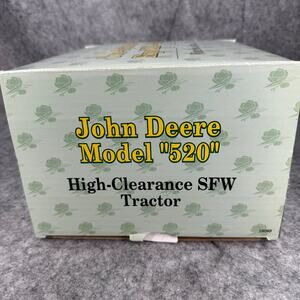 John Deere
Model "520"
High-Clearance SFW
Tractor